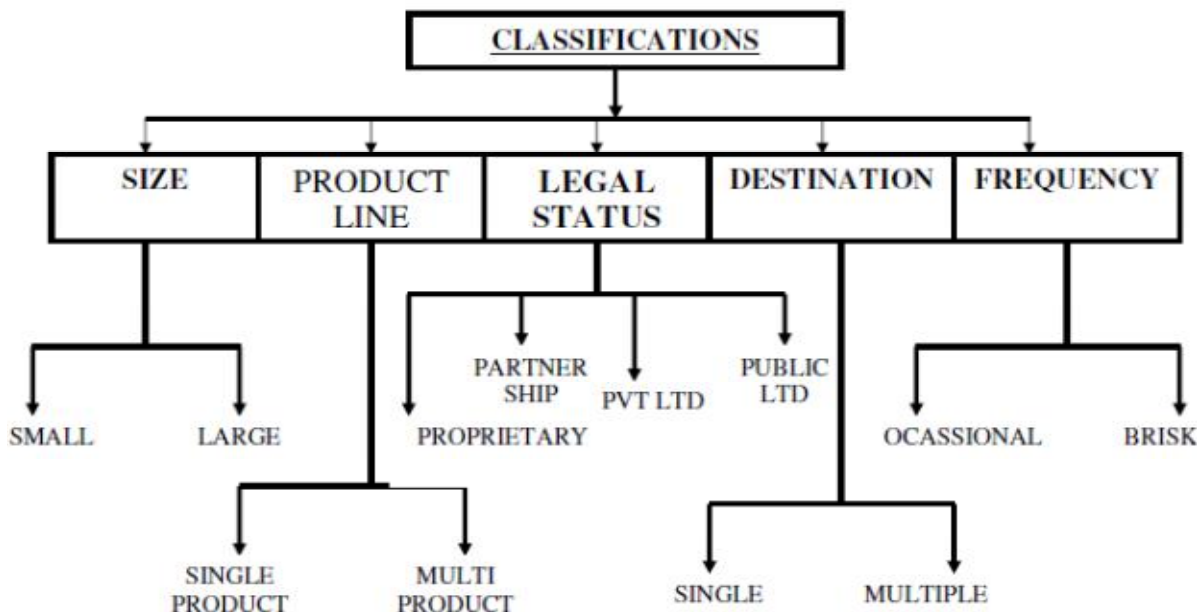 CLASSIFICATIONS
SIZE
PRODUCT
LINE
LEGAL
STATUS
DESTINATION
FREQUENCY
SMALL
LARGE
PROPRIETARY
PARTNER
SHIP
PVT LTD
PUBLIC
LTD
OCASSIONAL
BRISK
SINGLE
PRODUCT
MULTI
PRODUCT
SINGLE
MULTIPLE